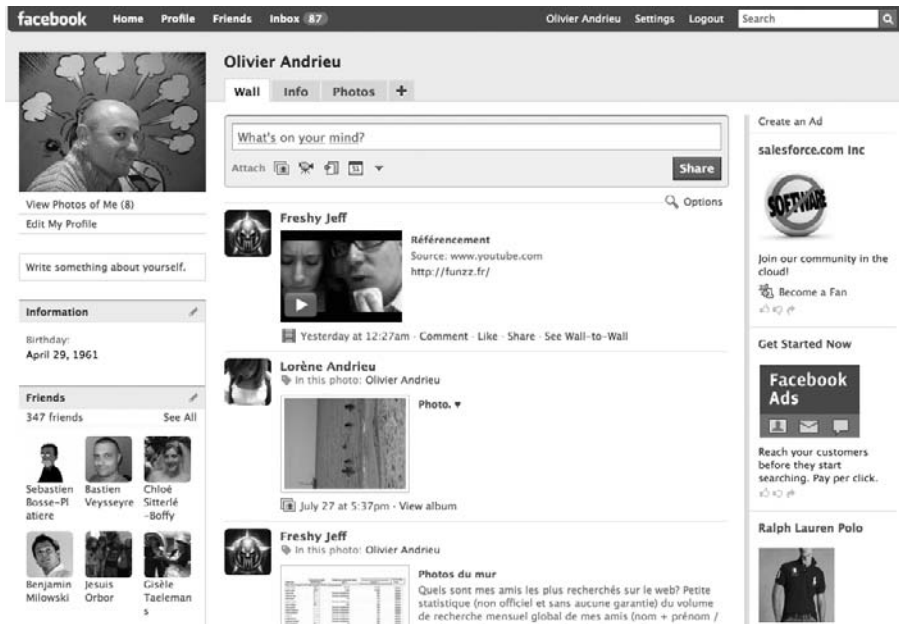 facebook Home Profile Friends Inbox 87 Olivier Andrieu Settings Logout Search
Olivier Andrieu
Wall Info Photos +
What's on your mind?
Attach 31 Share
Options
View Photos of Me (8)
Edit My Profile
Write something about yourself.
Information
Birthday:
April 29, 1961
Friends
347 friends See All
Sebastien
Bosse-Pl
atiere
Bastien
Veysseyre
Chloé
Sitterlé
-Boffy
Benjamin
Milowski
Jesuis
Orbor
Gisèle
Taeleman
s
Freshy Jeff
Référencement
Source: www.youtube.com
http://funzz.fr/
Yesterday at 12:27am · Comment · Like · Share · See Wall-to-Wall
Lorène Andrieu
In this photo: Olivier Andrieu
Photo. ♥
July 27 at 5:37pm · View album
Freshy Jeff
In this photo: Olivier Andrieu
Photos du mur
Quels sont mes amis les plus recherchés sur le web? Petite
statistique (non officiel et sans aucune garantie) du volume
de recherche mensuel global de mes amis (nom + prénom /
Create an Ad
salesforce.com Inc
SOFTWARE
Join our community in the
cloud!
Become a Fan
Get Started Now
Facebook
Ads
Reach your customers
before they start
searching. Pay per click.
Ralph Lauren Polo